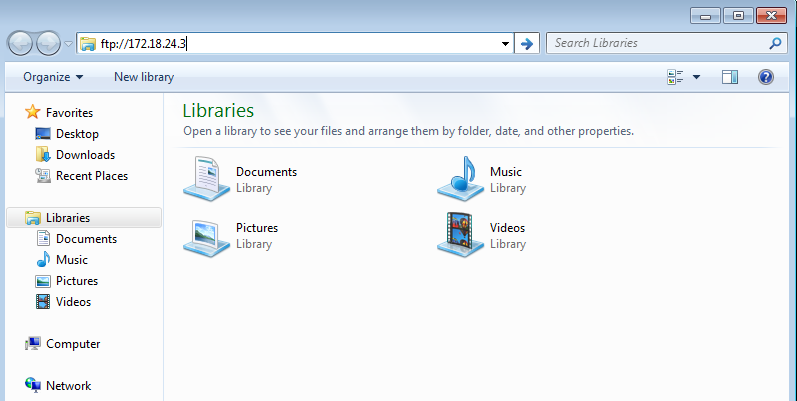 ftp://172.18.24.3
Search Libraries
Organize
New library
Favorites
Desktop
Downloads
Recent Places
Libraries
Documents
Music
Pictures
Videos
Computer
Network
Libraries
Open a library to see your files and arrange them by folder, date, and other properties.
Documents
Library
Music
Library
Pictures
Library
Videos
Library